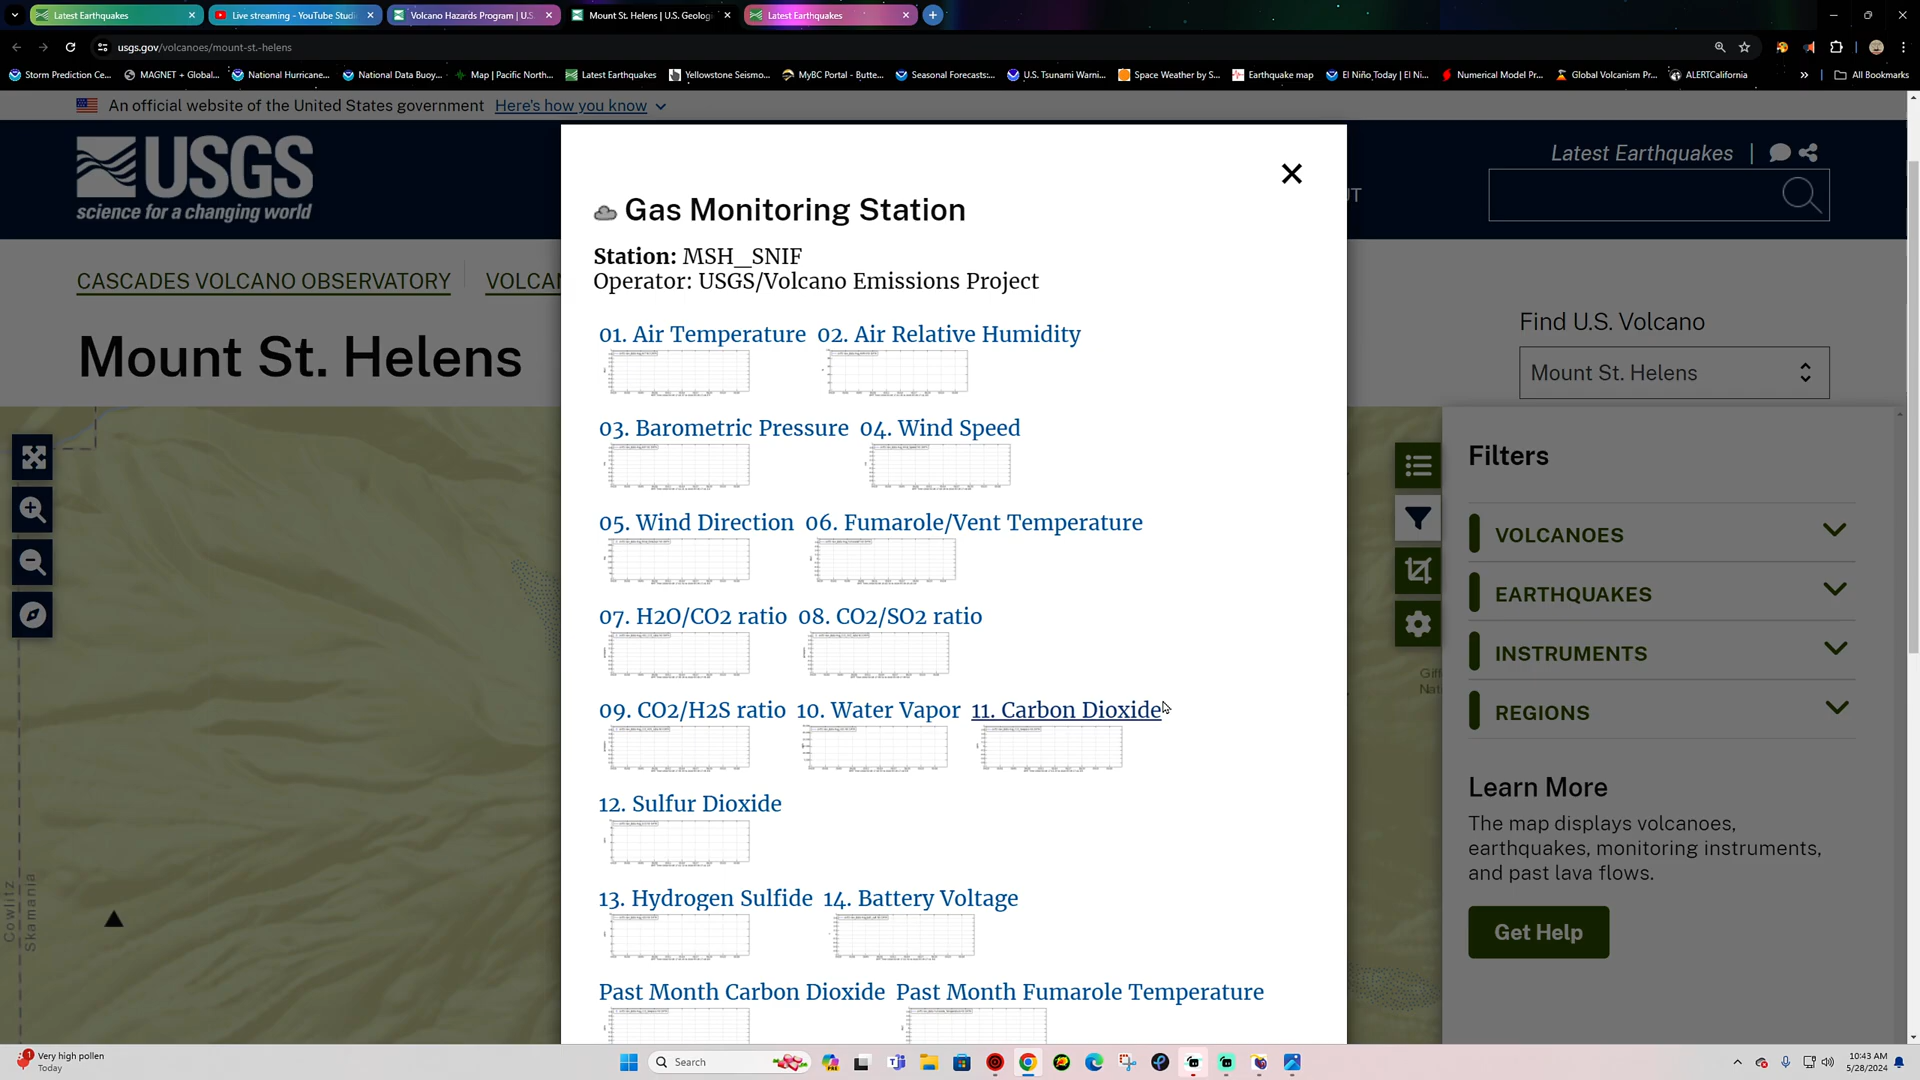 Latest Earthquakes
Live streaming - YouTube Studi
Volcano Hazards Program | U.S.
Mount St. Helens | U.S. Geolog
Latest Earthquakes
usgs.gov/volcanoes/mount-st.-helens
Storm Prediction Ce...
MAGNET + Global...
National Hurricane...
National Data Buoy...
Map | Pacific North...
Latest Earthquakes
Yellowstone Seismo...
MyBC Portal - Butte...
Seasonal Forecasts:...
U.S. Tsunami Warni...
Space Weather by S...
Earthquake map
El Niño Today | El Ni...
Numerical Model Pr...
Global Volcanism Pr...
ALERTCalifornia
All Bookmarks
An official website of the United States government Here's how you know
USGS
science for a changing world
Latest Earthquakes
UT
CASCADES VOLCANO OBSERVATORY
VOLCAN
Mount St. Helens
Find U.S. Volcano
Mount St. Helens
Gas Monitoring Station
Station: MSH_SNIF
Operator: USGS/Volcano Emissions Project
01. Air Temperature 02. Air Relative Humidity
03. Barometric Pressure 04. Wind Speed
05. Wind Direction 06. Fumarole/Vent Temperature
07. H2O/CO2 ratio 08. CO2/SO2 ratio
09. CO2/H2S ratio 10. Water Vapor 11. Carbon Dioxide
12. Sulfur Dioxide
13. Hydrogen Sulfide 14. Battery Voltage
Past Month Carbon Dioxide Past Month Fumarole Temperature
Filters
VOLCANOES
EARTHQUAKES
INSTRUMENTS
REGIONS
Learn More
The map displays volcanoes,
earthquakes, monitoring instruments,
and past lava flows.
Get Help
Giff
Nat
Cowlitz
Skamania
1
Very high pollen
Today
Search
PRE
10:43 AM
5/28/2024